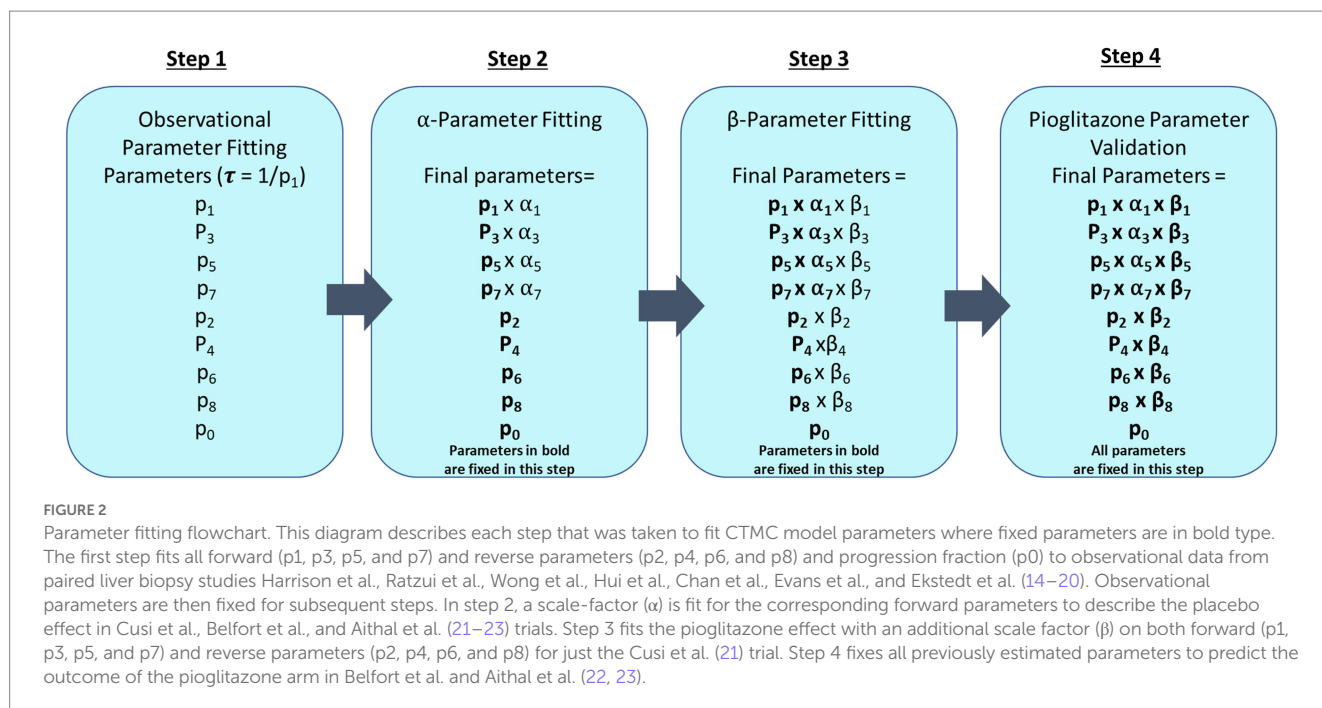 Step 1
Observational
Parameter Fitting
Parameters (τ = 1/p₁)
p₁
P₃
p₅
p₇
p₂
P₄
p₆
p₈
p₀
Step 2
α-Parameter Fitting
Final parameters=
p₁ x α₁
P₃ x α₃
p₅ x α₅
p₇ x α₇
p₂
P₄
p₆
p₈
p₀
Parameters in bold
are fixed in this step
Step 3
β-Parameter Fitting
Final Parameters =
p₁ x α₁ x β₁
P₃ x α₃ x β₃
p₅ x α₅ x β₅
p₇ x α₇ x β₇
p₂ x β₂
P₄ xβ₄
p₆ x β₆
p₈ x β₈
p₀
Parameters in bold
are fixed in this step
Step 4
Pioglitazone Parameter
Validation
Final Parameters =
p₁ x α₁ x β₁
P₃ x α₃ x β₃
p₅ x α₅ x β₅
p₇ x α₇ x β₇
p₂ x β₂
P₄ x β₄
p₆ x β₆
p₈ x β₈
p₀
All parameters
are fixed in this step
FIGURE 2
Parameter fitting flowchart. This diagram describes each step that was taken to fit CTMC model parameters where fixed parameters are in bold type.
The first step fits all forward (p1, p3, p5, and p7) and reverse parameters (p2, p4, p6, and p8) and progression fraction (p0) to observational data from
paired liver biopsy studies Harrison et al., Ratzui et al., Wong et al., Hui et al., Chan et al., Evans et al., and Ekstedt et al. (14–20). Observational
parameters are then fixed for subsequent steps. In step 2, a scale-factor (α) is fit for the corresponding forward parameters to describe the placebo
effect in Cusi et al., Belfort et al., and Aithal et al. (21–23) trials. Step 3 fits the pioglitazone effect with an additional scale factor (β) on both forward (p1,
p3, p5, and p7) and reverse parameters (p2, p4, p6, and p8) for just the Cusi et al. (21) trial. Step 4 fixes all previously estimated parameters to predict the
outcome of the pioglitazone arm in Belfort et al. and Aithal et al. (22, 23).